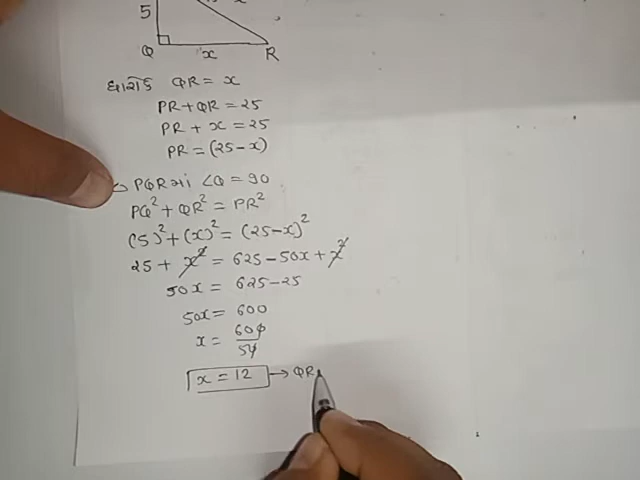 5
Q x R
ધારોકે QR = x
PR + QR = 25
PR + x = 25
PR = (25 - x)
PQR માં ∠Q = 90
PQ² + QR² = PR²
(5)² + (x)² = (25 - x)²
25 + x² = 625 - 50x + x²
50x = 625 - 25
50x = 600
x = 600/50
x = 12 → QR